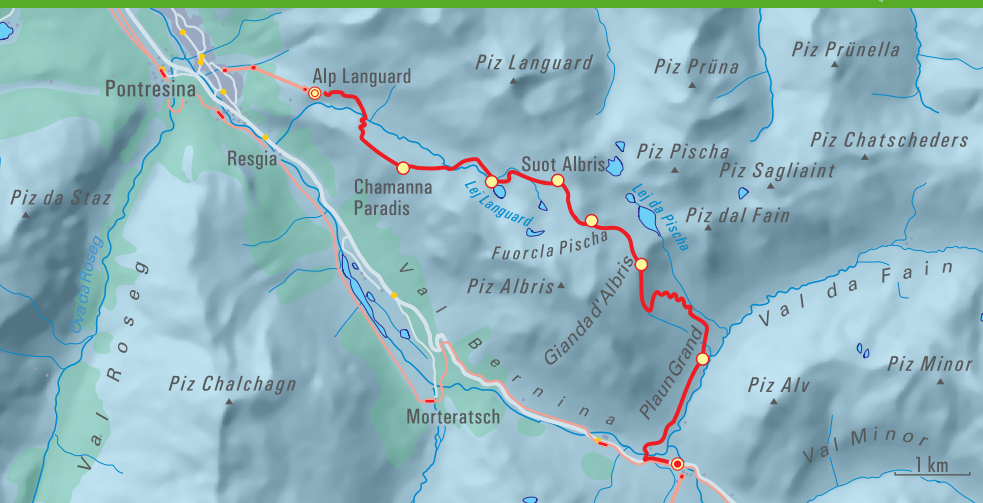 Piz Languard
Piz Prünella
Piz Prüna
Alp Languard
Pontresina
Piz Chatscheders
Resgia
Suot Albris
Piz Pischa
Piz Sagliaint
Chamanna
Paradis
Lej Languard
Lej da Pischa
Piz da Staz
Piz dal Fain
Fuorcla Pischa
Ova da Roseg
Val Roseg
Val Bernina
Piz Albris
Gianda d'Albris
Val da Fain
Plaun Grand
Piz Minor
Piz Chalchagn
Piz Alv
Morteratsch
Val Minor
1 km